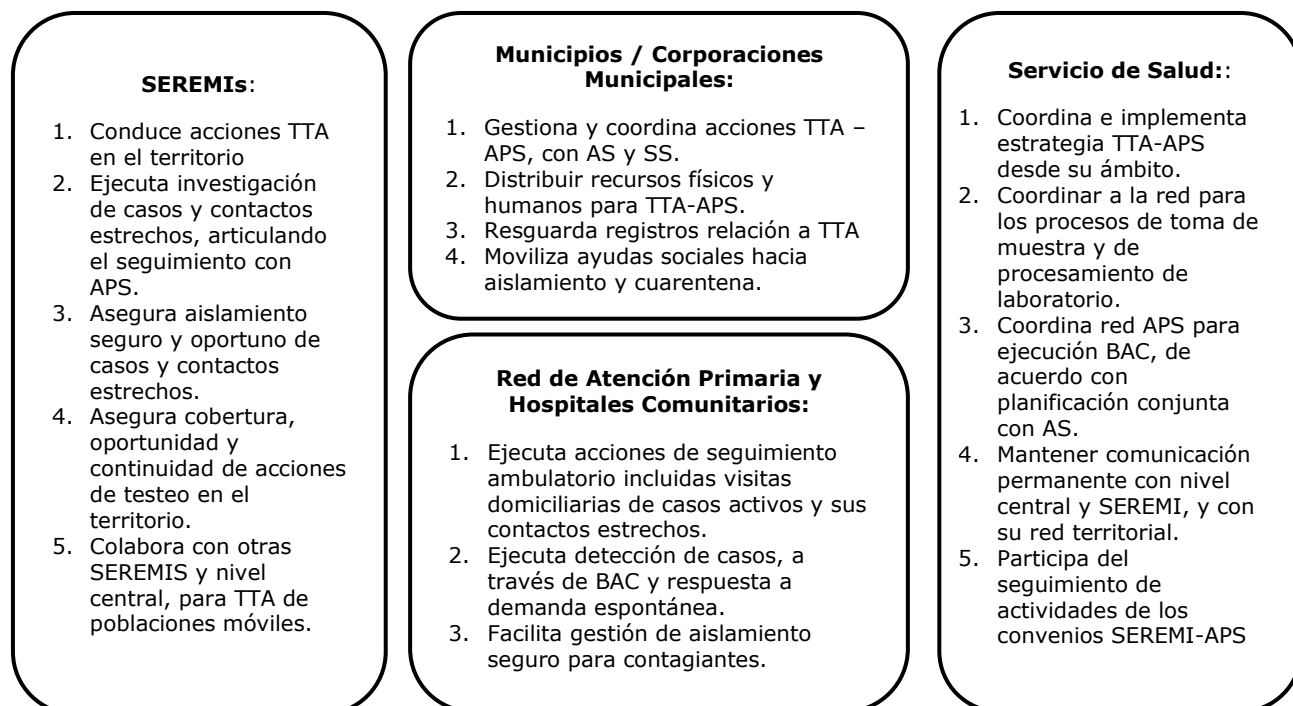 SEREMIs:
1. Conduce acciones TTA
en el territorio
2. Ejecuta investigación
de casos y contactos
estrechos, articulando
el seguimiento con
APS.
3. Asegura aislamiento
seguro y oportuno de
casos y contactos
estrechos.
4. Asegura cobertura,
oportunidad y
continuidad de acciones
de testeo en el
territorio.
5. Colabora con otras
SEREMIS y nivel
central, para TTA de
poblaciones móviles.
Municipios / Corporaciones
Municipales:
1. Gestiona y coordina acciones TTA –
APS, con AS y SS.
2. Distribuir recursos físicos y
humanos para TTA-APS.
3. Resguarda registros relación a TTA
4. Moviliza ayudas sociales hacia
aislamiento y cuarentena.
Red de Atención Primaria y
Hospitales Comunitarios:
1. Ejecuta acciones de seguimiento
ambulatorio incluidas visitas
domiciliarias de casos activos y sus
contactos estrechos.
2. Ejecuta detección de casos, a
través de BAC y respuesta a
demanda espontánea.
3. Facilita gestión de aislamiento
seguro para contagiantes.
Servicio de Salud::
1. Coordina e implementa
estrategia TTA-APS
desde su ámbito.
2. Coordinar a la red para
los procesos de toma de
muestra y de
procesamiento de
laboratorio.
3. Coordina red APS para
ejecución BAC, de
acuerdo con
planificación conjunta
con AS.
4. Mantener comunicación
permanente con nivel
central y SEREMI, y con
su red territorial.
5. Participa del
seguimiento de
actividades de los
convenios SEREMI-APS